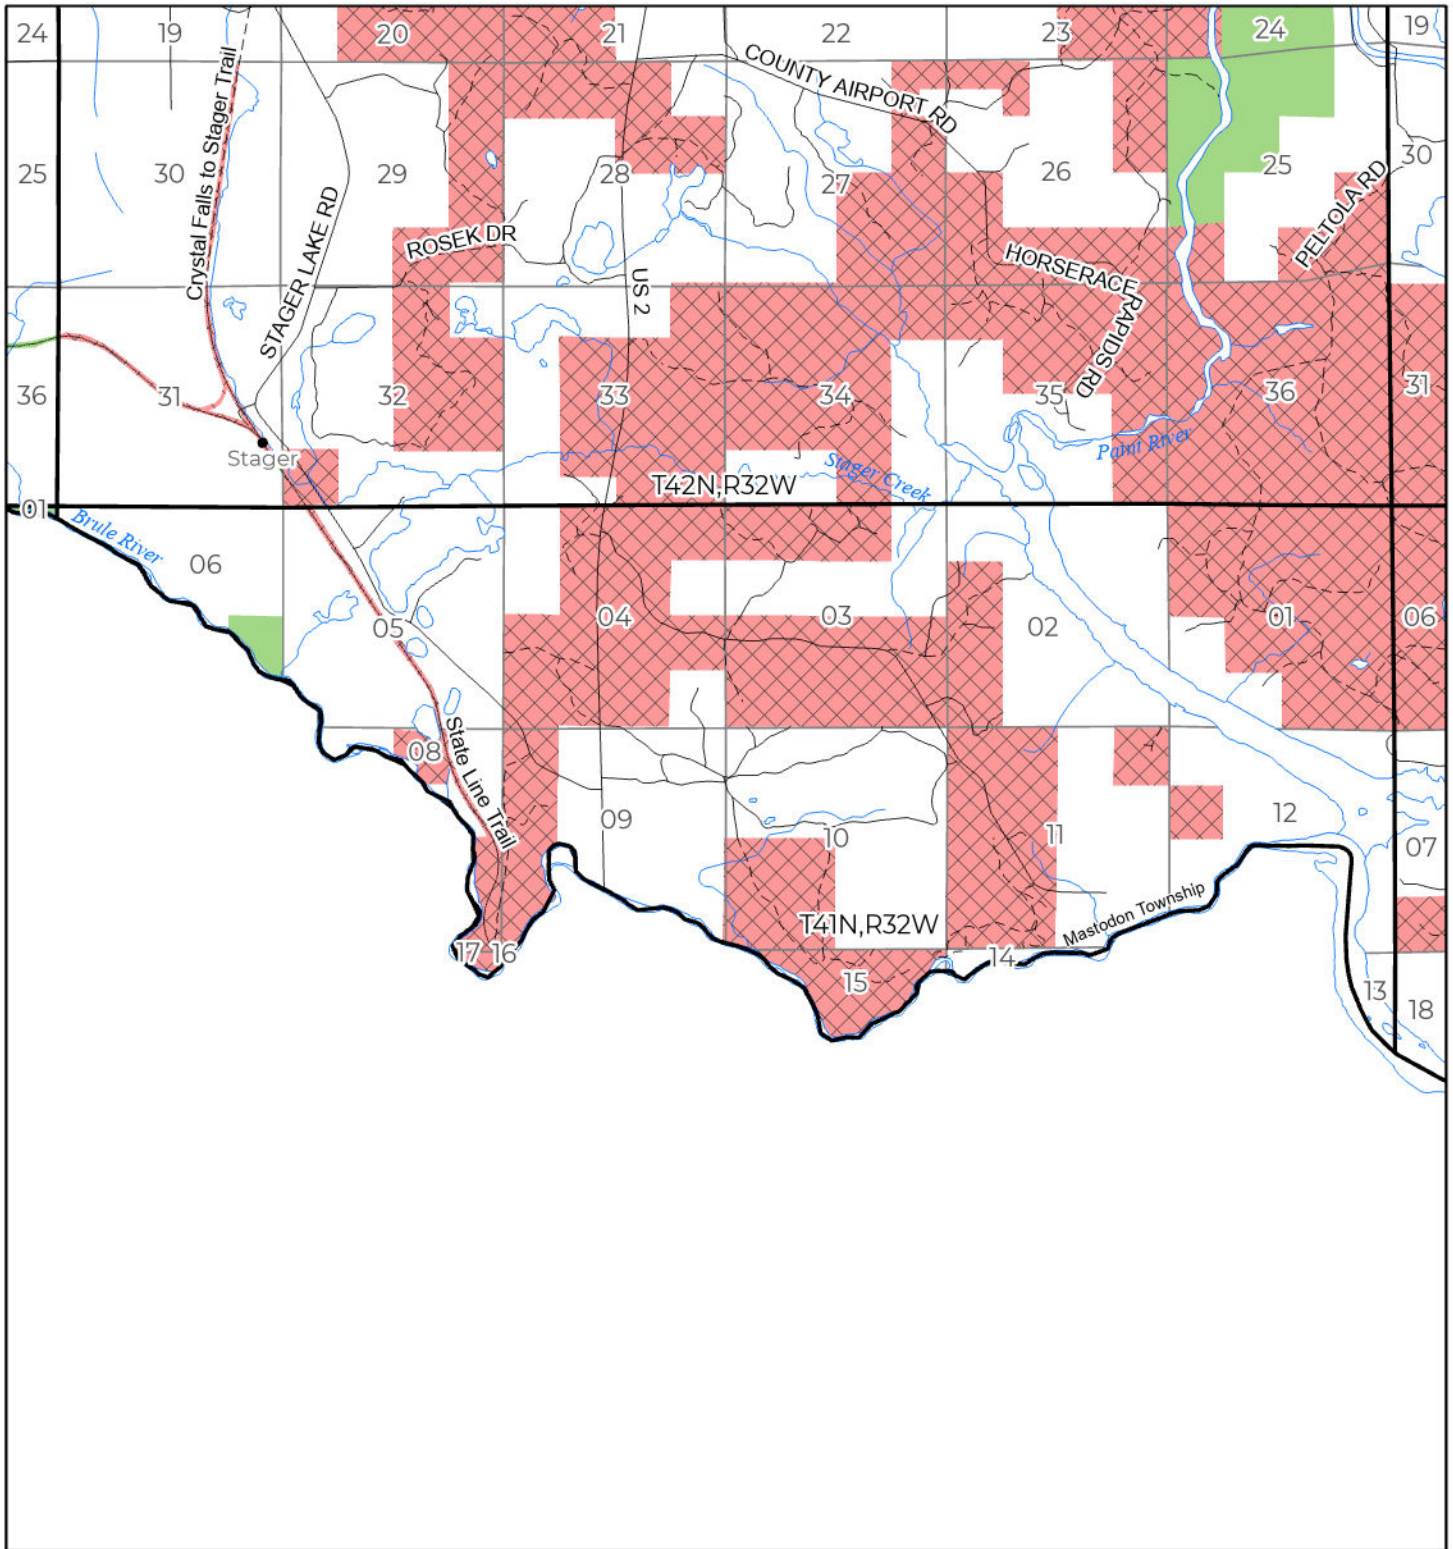 24
19
20
21
22
23
24
19
COUNTY AIRPORT RD
Crystal Falls to Stager Trail
25
30
29
28
27
26
25
30
STAGER LAKE RD
PELTOLA RD
ROSEK DR
HORSERACE RAPIDS RD
US 2
36
31
32
33
34
35
36
31
Stager
Paint River
Stager Creek
T42N,R32W
01
Brule River
06
05
04
03
02
01
06
State Line Trail
08
09
10
11
12
07
Mastodon Township
T41N,R32W
17
16
15
14
13
18